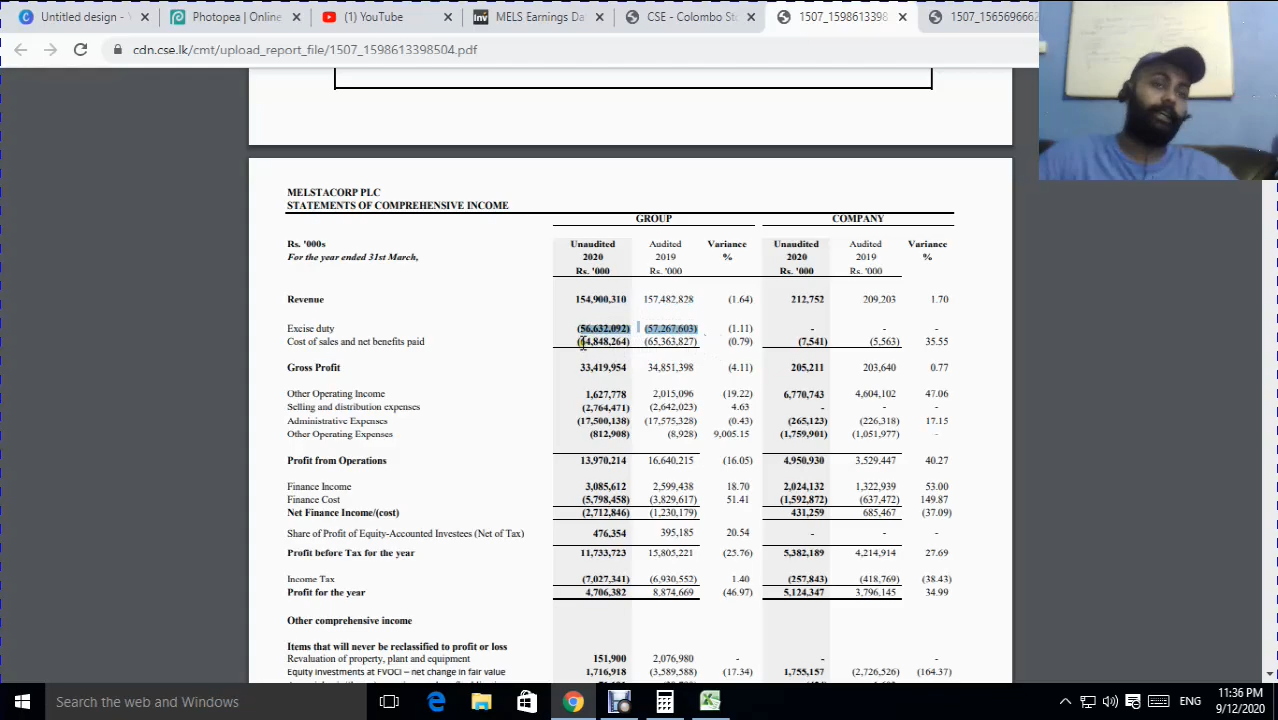 Untitled design -
Photopea | Online
(1) YouTube
MELS Earnings Da
CSE - Colombo Sto
1507_1598613398
1507_1565696662
cdn.cse.lk/cmt/upload_report_file/1507_1598613398504.pdf
MELSTACORP PLC
STATEMENTS OF COMPREHENSIVE INCOME
GROUP COMPANY
Rs. '000s Unaudited Audited Variance Unaudited Audited Variance
For the year ended 31st March, 2020 2019 % 2020 2019 %
Rs. '000 Rs. '000 Rs. '000 Rs. '000
Revenue 154,900,310 157,482,828 (1.64) 212,752 209,203 1.70
Excise duty (56,632,092) (57,267,603) (1.11) - - -
Cost of sales and net benefits paid (64,848,264) (65,363,827) (0.79) (7,541) (5,563) 35.55
Gross Profit 33,419,954 34,851,398 (4.11) 205,211 203,640 0.77
Other Operating Income 1,627,778 2,015,096 (19.22) 6,770,743 4,604,102 47.06
Selling and distribution expenses (2,764,471) (2,642,023) 4.63 - - -
Administrative Expenses (17,500,138) (17,575,328) (0.43) (265,123) (226,318) 17.15
Other Operating Expenses (812,908) (8,928) 9,005.15 (1,759,901) (1,051,977) -
Profit from Operations 13,970,214 16,640,215 (16.05) 4,950,930 3,529,447 40.27
Finance Income 3,085,612 2,599,438 18.70 2,024,132 1,322,939 53.00
Finance Cost (5,798,458) (3,829,617) 51.41 (1,592,872) (637,472) 149.87
Net Finance Income/(cost) (2,712,846) (1,230,179) 431,259 685,467 (37.09)
Share of Profit of Equity-Accounted Investees (Net of Tax) 476,354 395,185 20.54 - - -
Profit before Tax for the year 11,733,723 15,805,221 (25.76) 5,382,189 4,214,914 27.69
Income Tax (7,027,341) (6,930,552) 1.40 (257,843) (418,769) (38.43)
Profit for the year 4,706,382 8,874,669 (46.97) 5,124,347 3,796,145 34.99
Other comprehensive income
Items that will never be reclassified to profit or loss
Revaluation of property, plant and equipment 151,900 2,076,980 - - -
Equity Investments at FVOCI – net change in fair value 1,716,918 (3,589,588) (17.34) 1,755,157 (2,726,526) (164.37)
Search the web and Windows
ENG
11:36 PM
9/12/2020